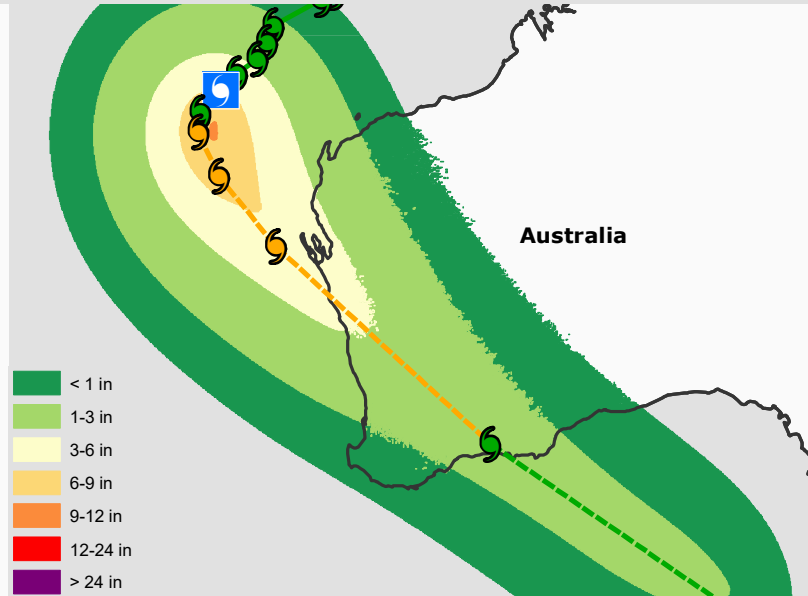 Australia
< 1 in
1-3 in
3-6 in
6-9 in
9-12 in
12-24 in
> 24 in